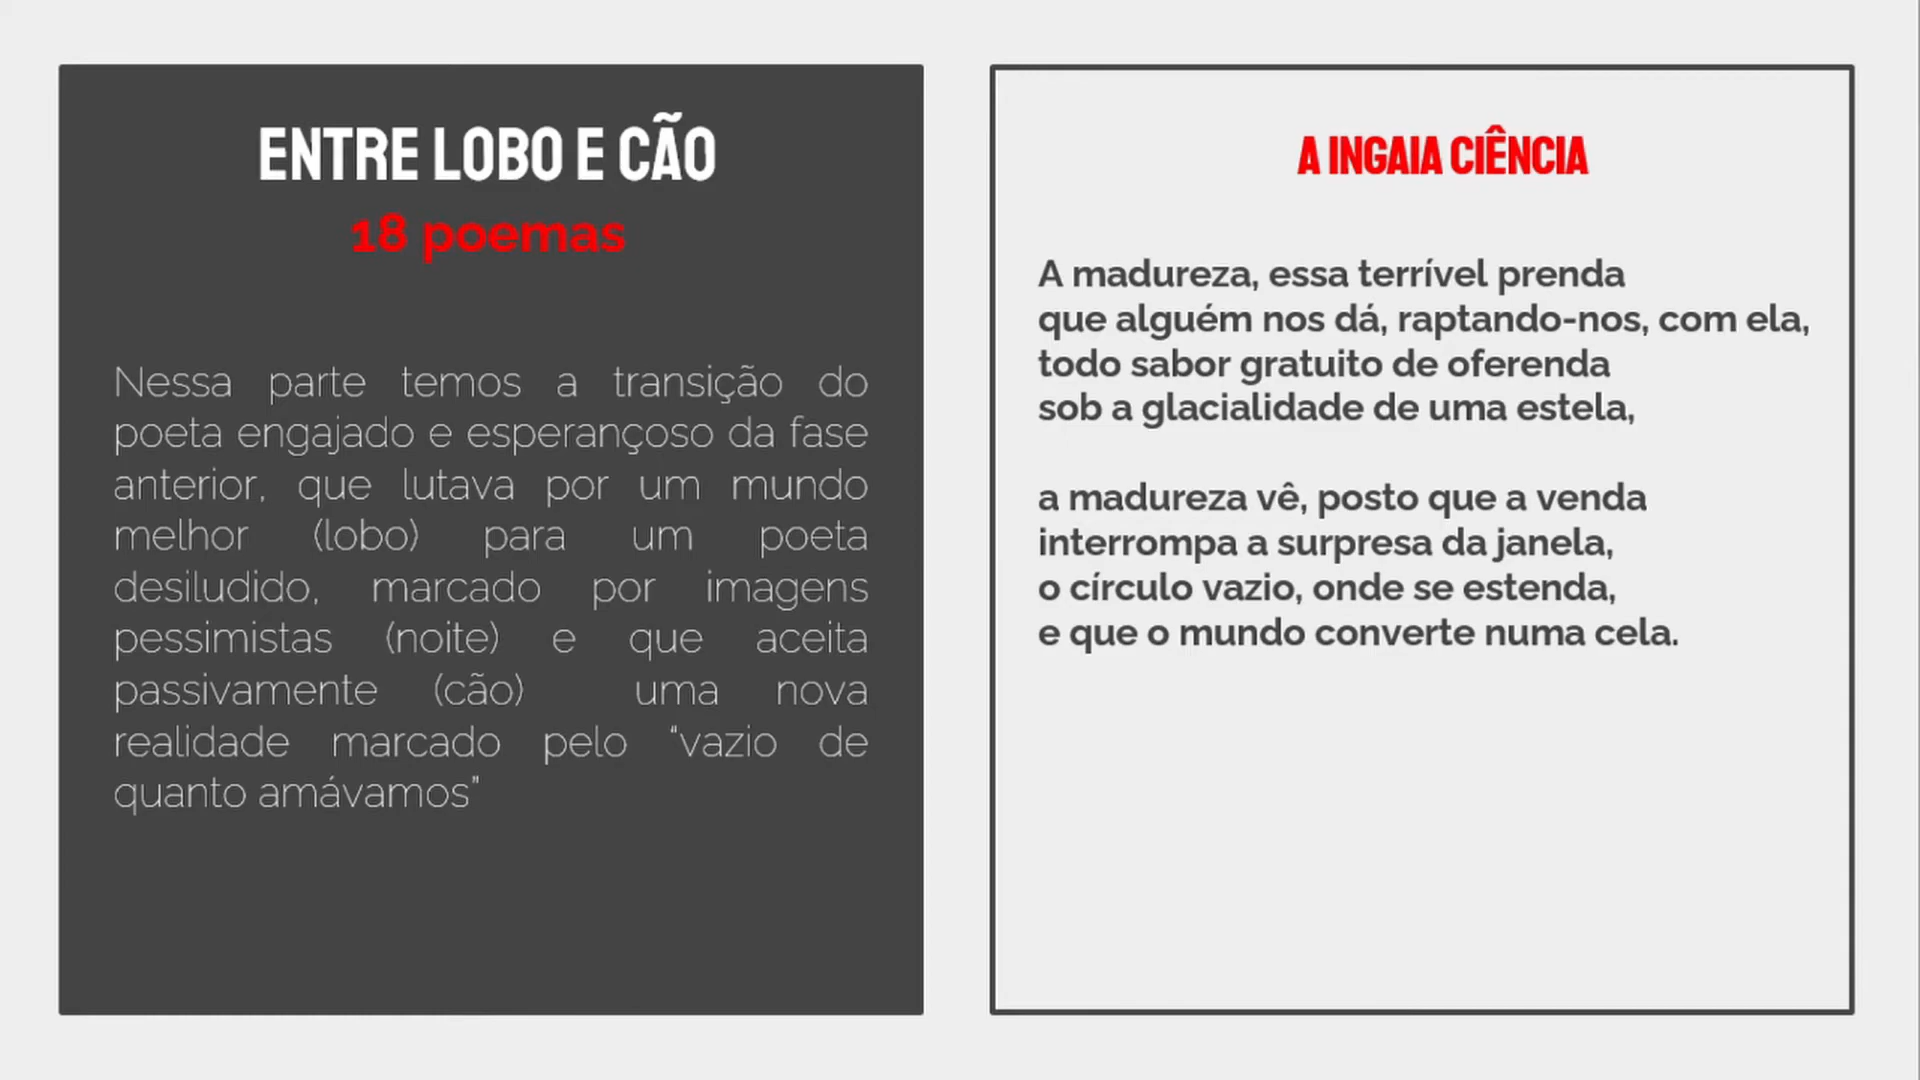 ENTRE LOBO E CÃO
18 poemas
Nessa parte temos a transição do
poeta engajado e esperançoso da fase
anterior, que lutava por um mundo
melhor (lobo) para um poeta
desiludido, marcado por imagens
pessimistas (noite) e que aceita
passivamente (cão) uma nova
realidade marcado pelo “vazio de
quanto amávamos”
A INGAIA CIÊNCIA
A madureza, essa terrível prenda
que alguém nos dá, raptando-nos, com ela,
todo sabor gratuito de oferenda
sob a glacialidade de uma estela,
a madureza vê, posto que a venda
interrompa a surpresa da janela,
o círculo vazio, onde se estenda,
e que o mundo converte numa cela.